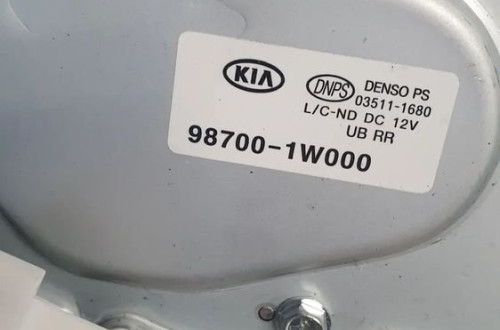 KIA
DNPS DENSO PS
03511-1680
L/C-ND DC 12V
UB RR
98700-1W000